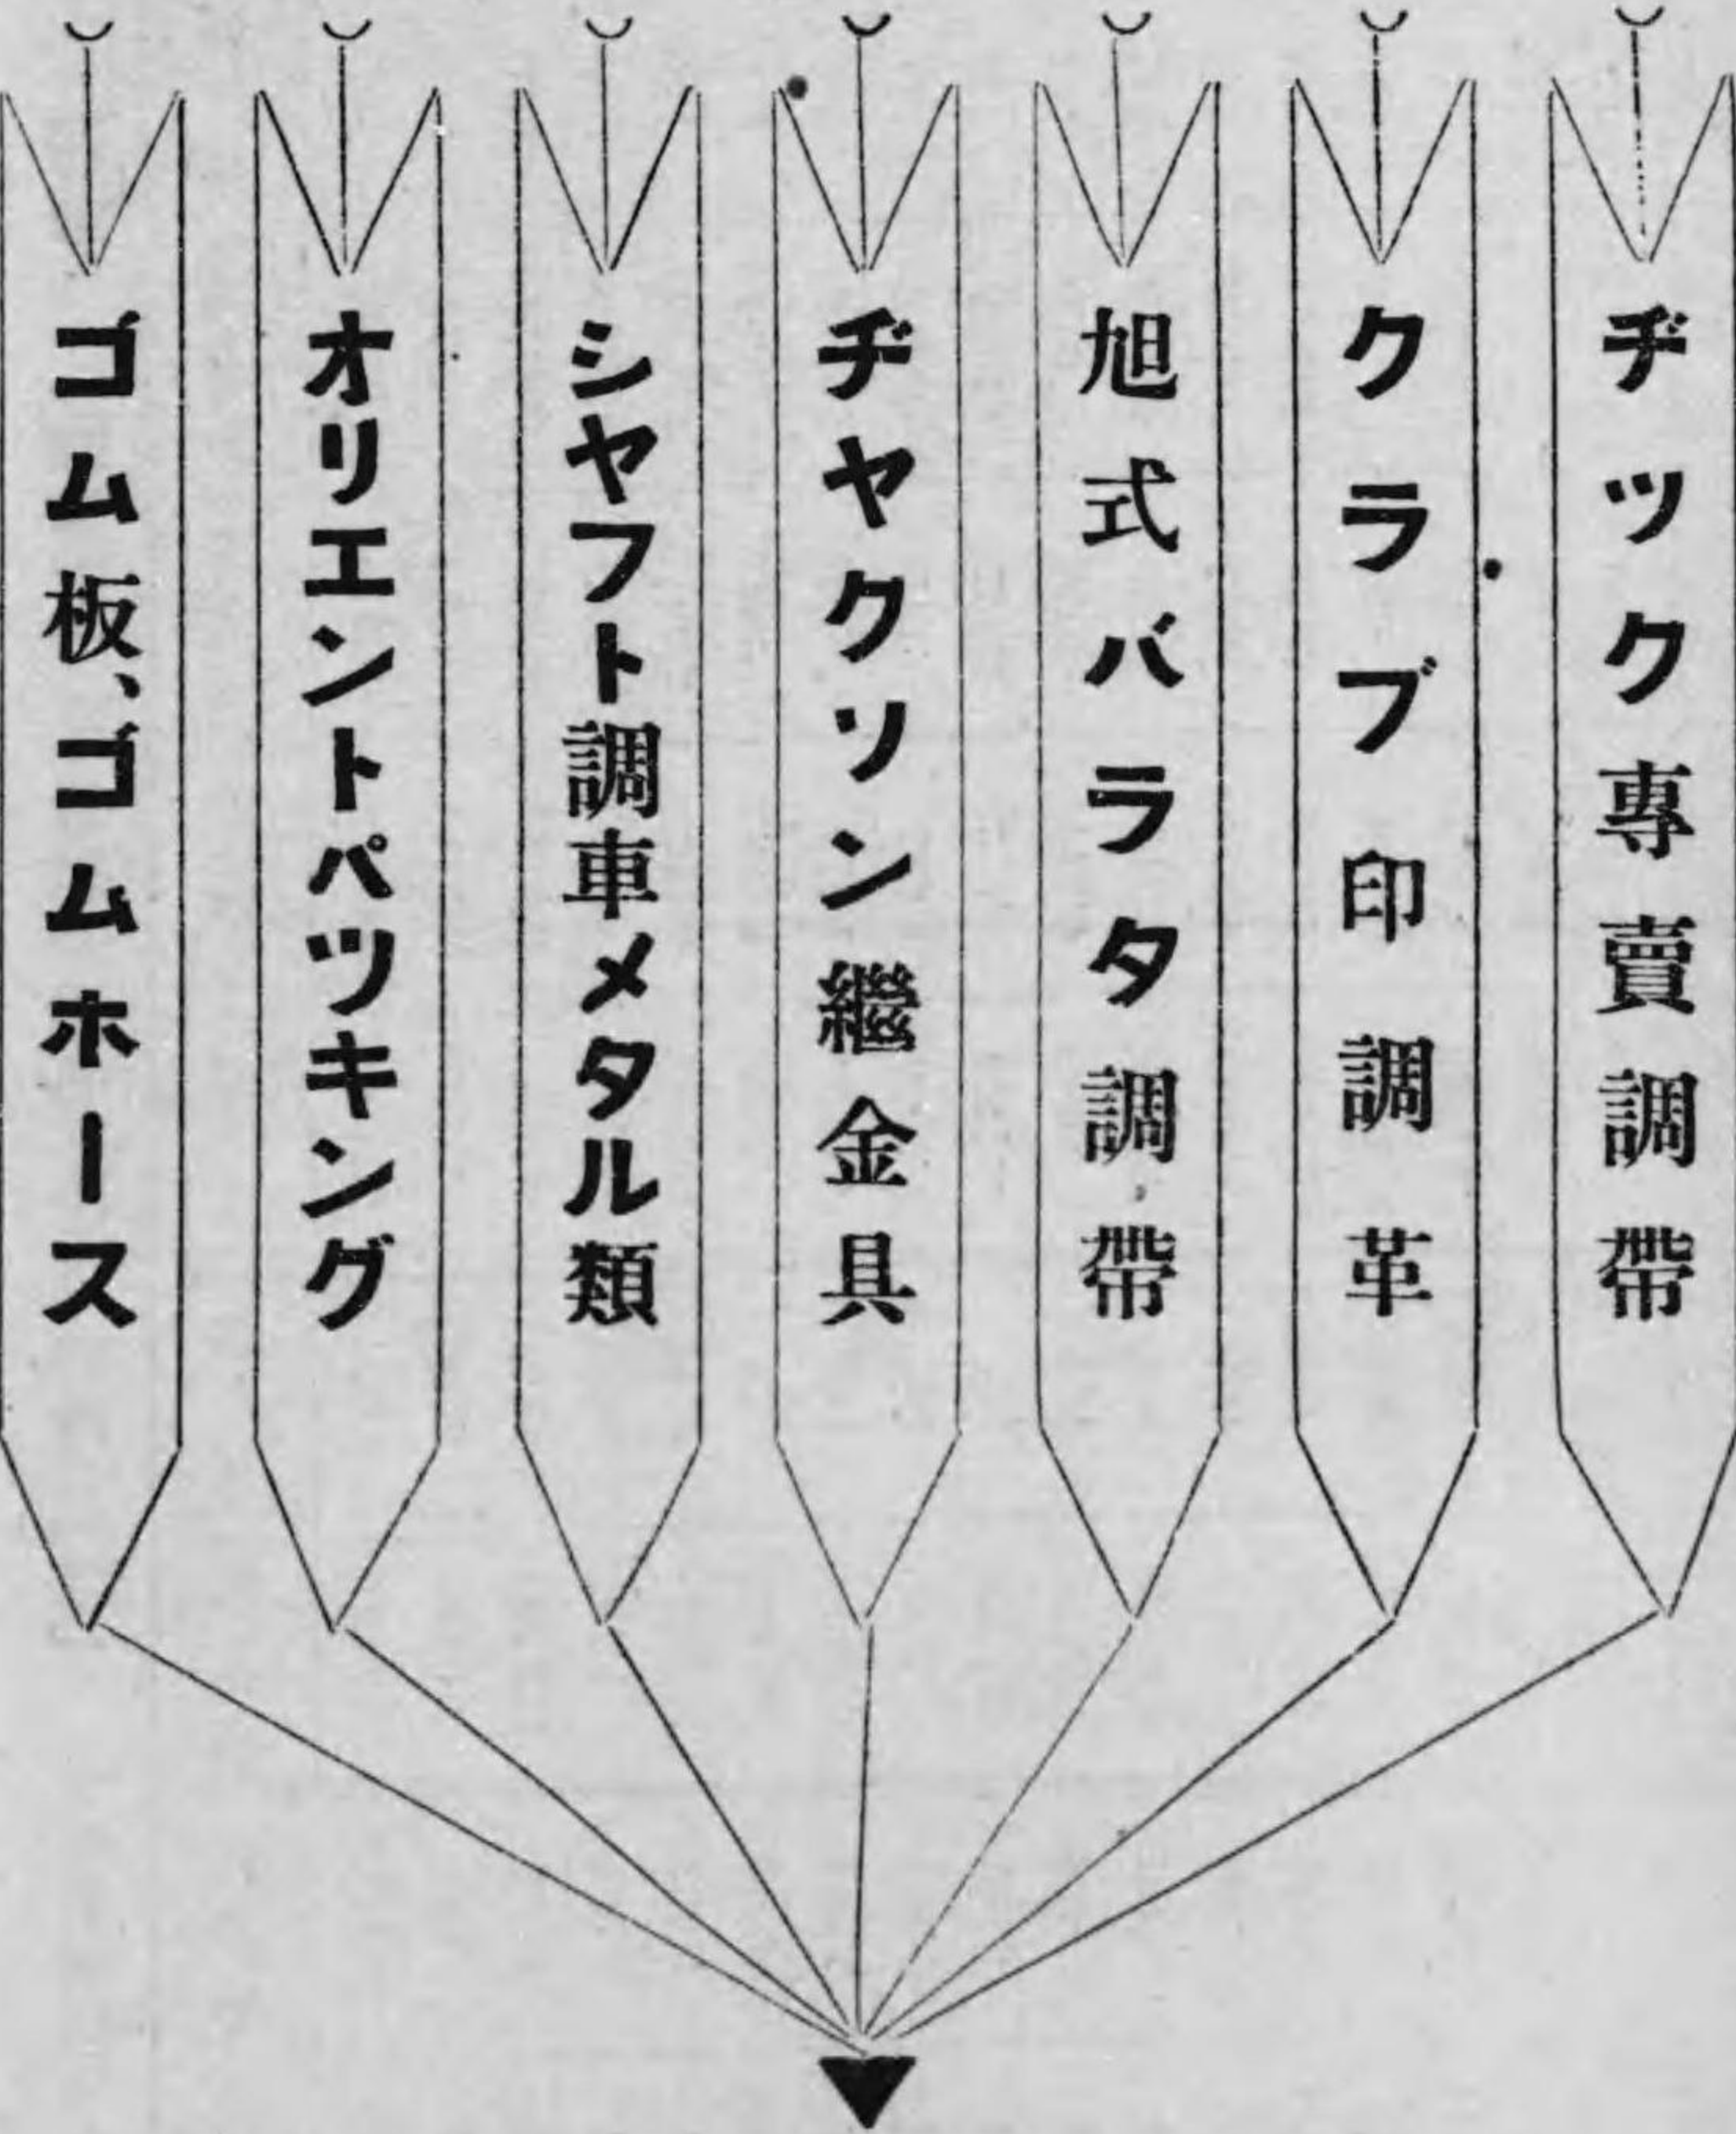 ヂツク專賣調帶
クラブ印調革
旭式バラタ調帶
ヂヤクソン繼金具
シヤフト調車メタル類
オリエントパツキング
ゴム板、ゴムホース